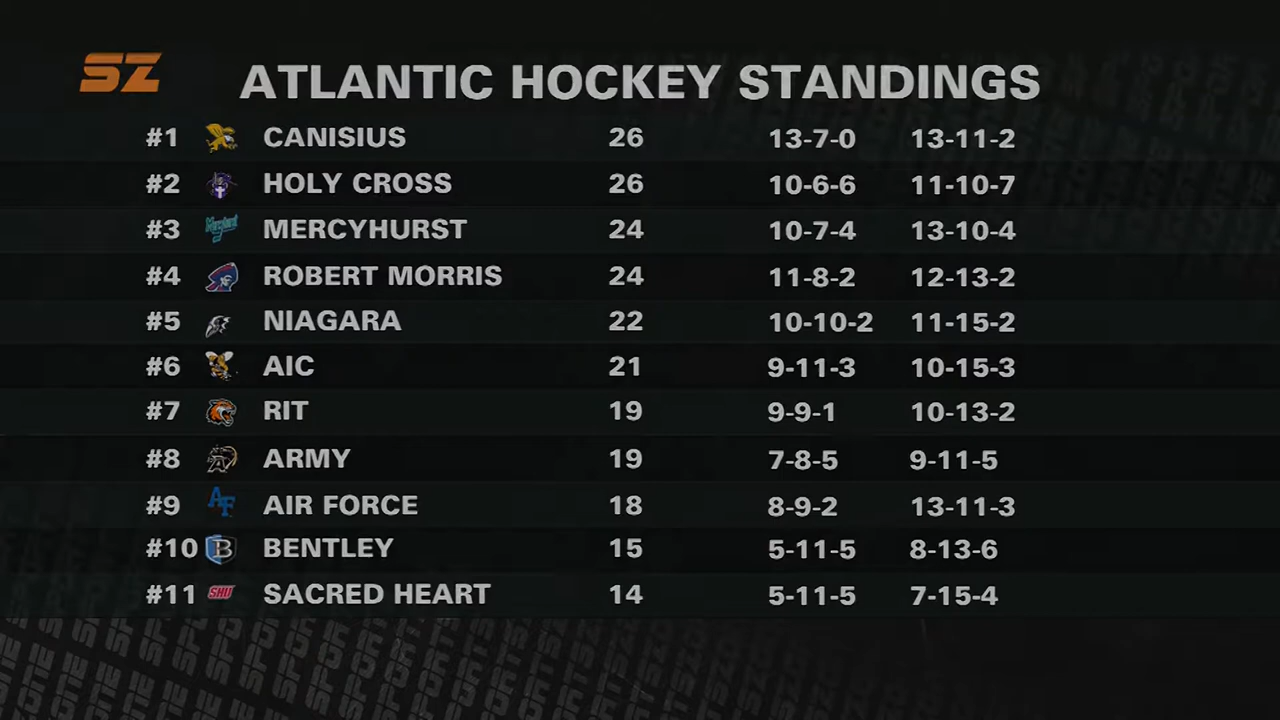 SZ ATLANTIC HOCKEY STANDINGS
#1 CANISIUS 26 13-7-0 13-11-2
#2 HOLY CROSS 26 10-6-6 11-10-7
#3 MERCYHURST 24 10-7-4 13-10-4
#4 ROBERT MORRIS 24 11-8-2 12-13-2
#5 NIAGARA 22 10-10-2 11-15-2
#6 AIC 21 9-11-3 10-15-3
#7 RIT 19 9-9-1 10-13-2
#8 ARMY 19 7-8-5 9-11-5
#9 AF AIR FORCE 18 8-9-2 13-11-3
#10 B BENTLEY 15 5-11-5 8-13-6
#11 SHU SACRED HEART 14 5-11-5 7-15-4